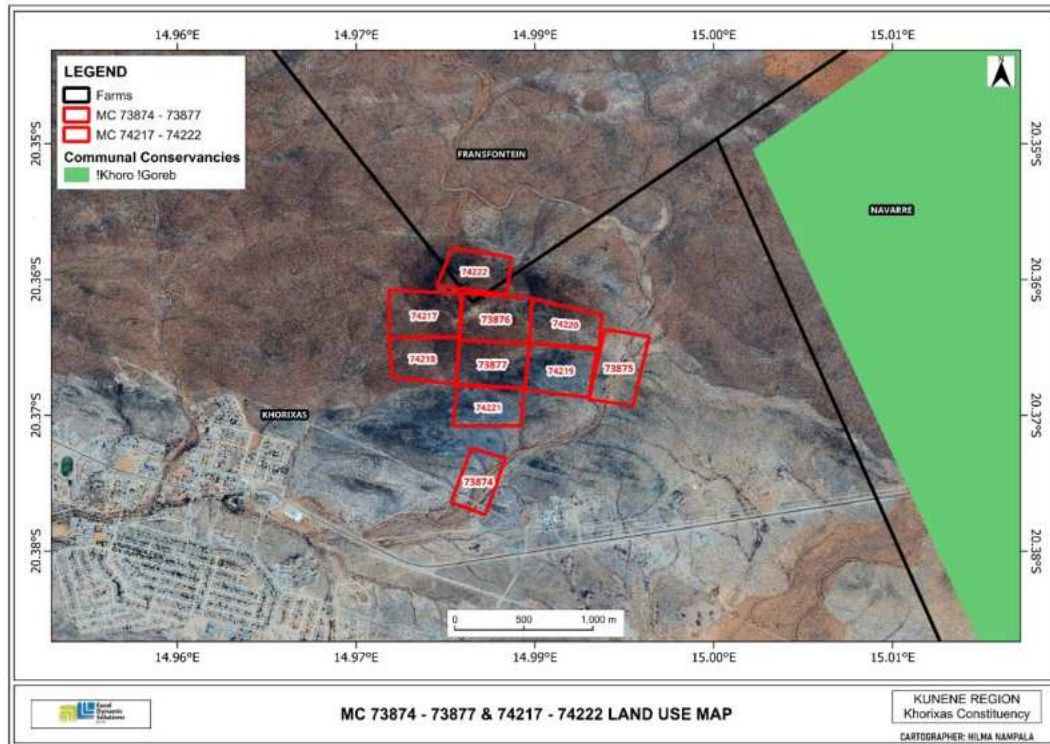 14.96°E 14.97°E 14.99°E 15.00°E 15.01°E
LEGEND
Farms
MC 73874 - 73877
MC 74217 - 74222
Communal Conservancies
!Khoro !Goreb
N
20.35°S
20.35°S
FRANSFONTEIN
NAVARRE
20.36°S
20.36°S
74222
74217
73876
74220
74218
73877
74219
73875
74221
KHORIXAS
20.37°S
20.37°S
73874
20.38°S
20.38°S
0 500 1,000 m
14.96°E 14.97°E 14.99°E 15.00°E 15.01°E
Excel
Dynamic
Solutions
MC 73874 - 73877 & 74217 - 74222 LAND USE MAP
KUNENE REGION
Khorixas Constituency
CARTOGRAPHER: HILMA NAMPALA